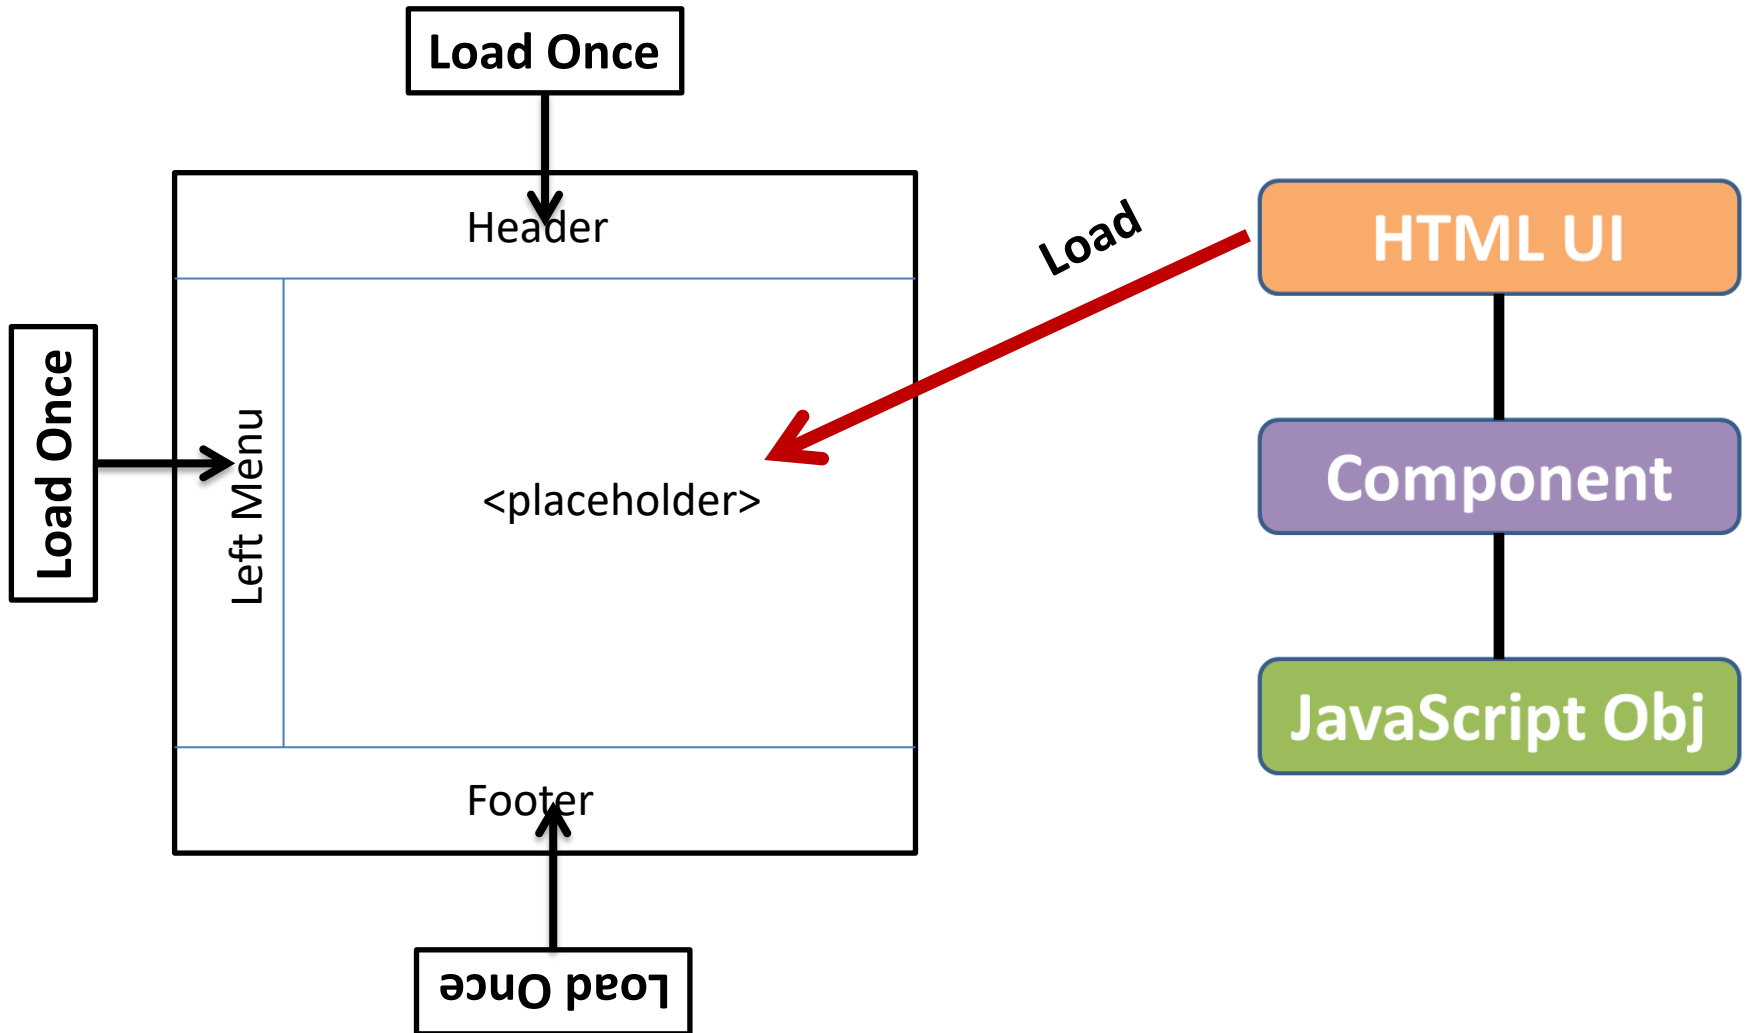 Load Once
Header
Load
HTML UI
Load Once
Left Menu
<placeholder>
Component
JavaScript Obj
Footer
Load Once